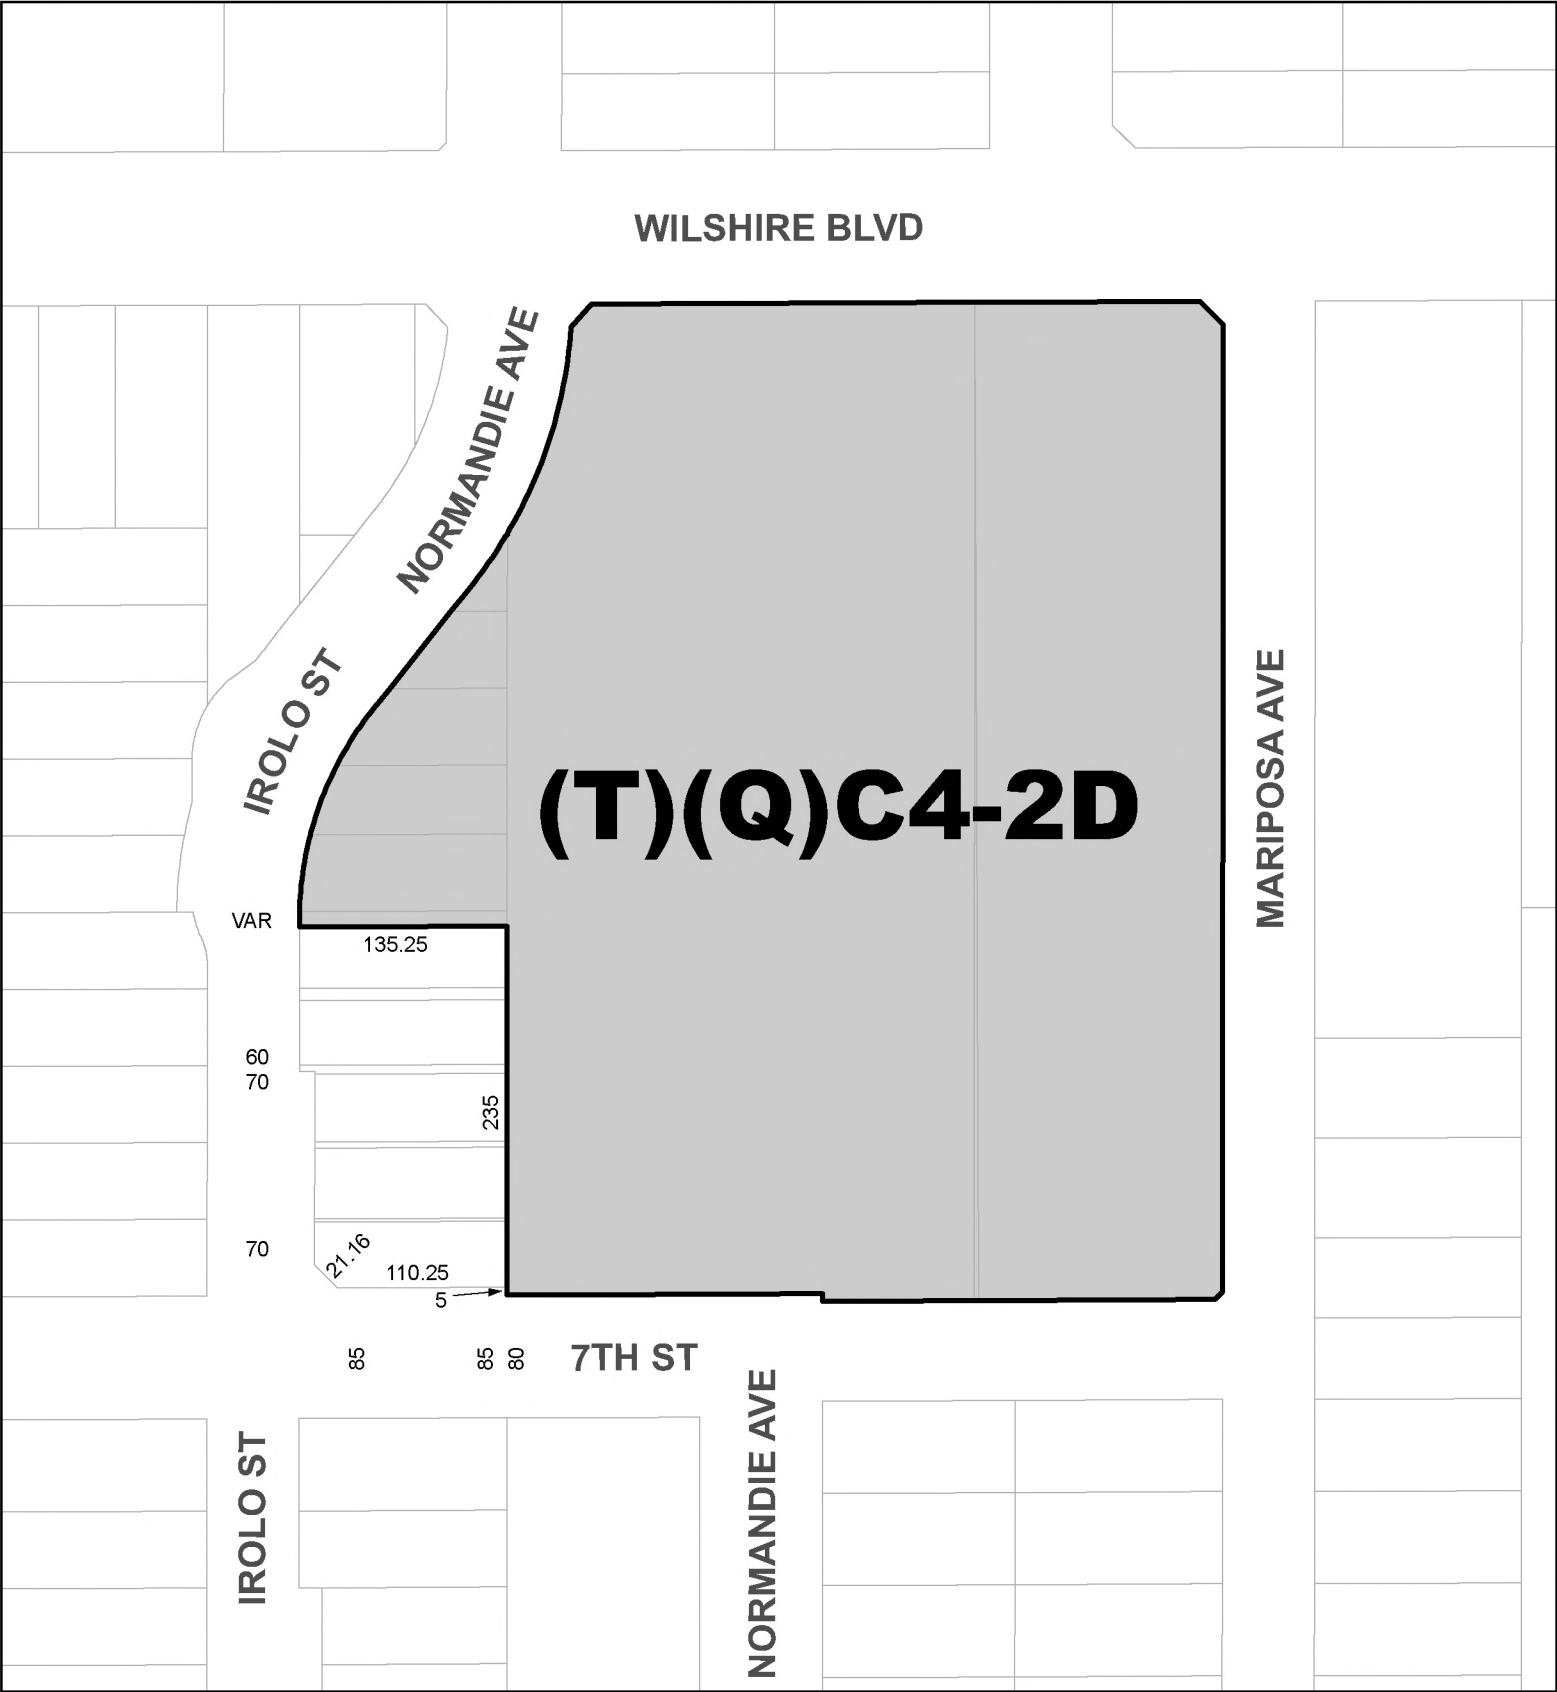 WILSHIRE BLVD
NORMANDIE AVE
IROLO ST
MARIPOSA AVE
(T)(Q)C4-2D
VAR
135.25
60
70
235
70
21.16
110.25
5
85
85
80
7TH ST
IROLO ST
NORMANDIE AVE